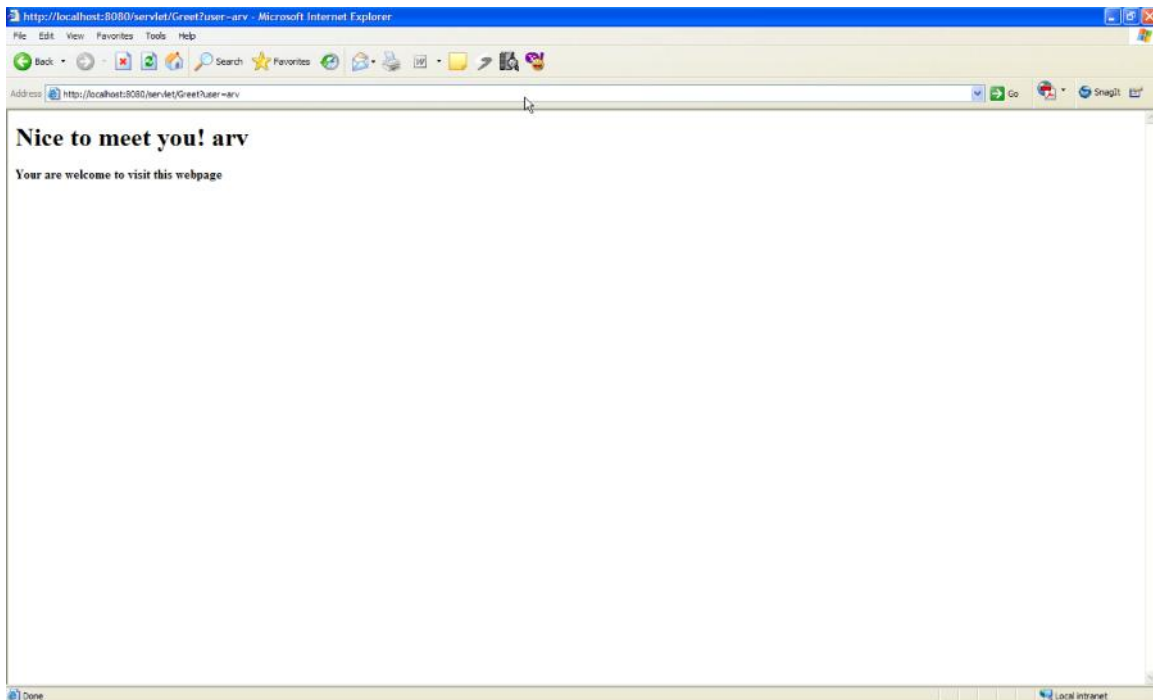 http://localhost:8080/servlet/Greet?user=arv - Microsoft Internet Explorer
File Edit View Favorites Tools Help
Back Search Favorites
Address http://localhost:8080/servlet/Greet?user=arv Go SnagIt
Nice to meet you! arv
Your are welcome to visit this webpage
Done Local intranet